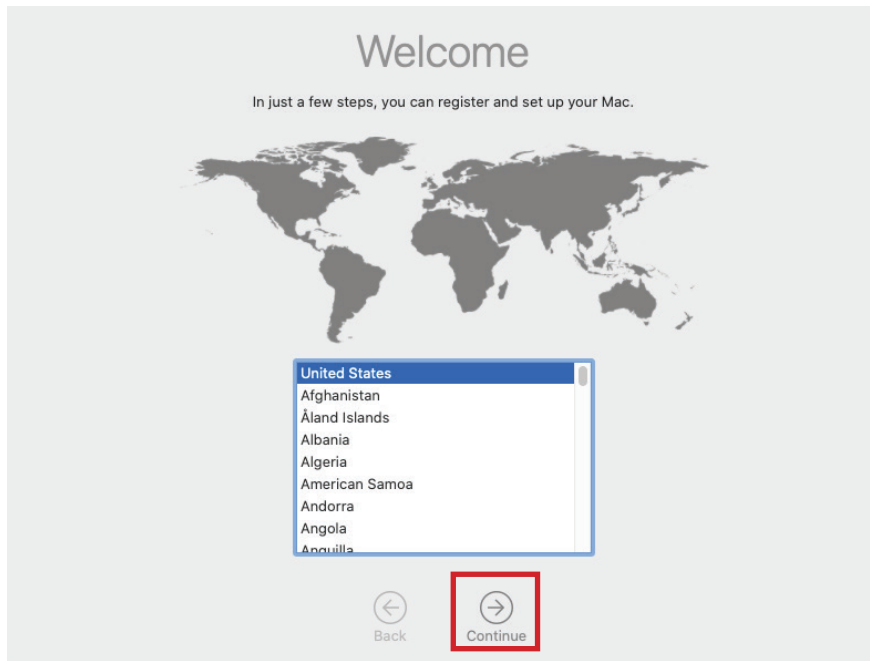 Welcome
In just a few steps, you can register and set up your Mac.
United States
Afghanistan
Åland Islands
Albania
Algeria
American Samoa
Andorra
Angola
Anguilla
Back
Continue